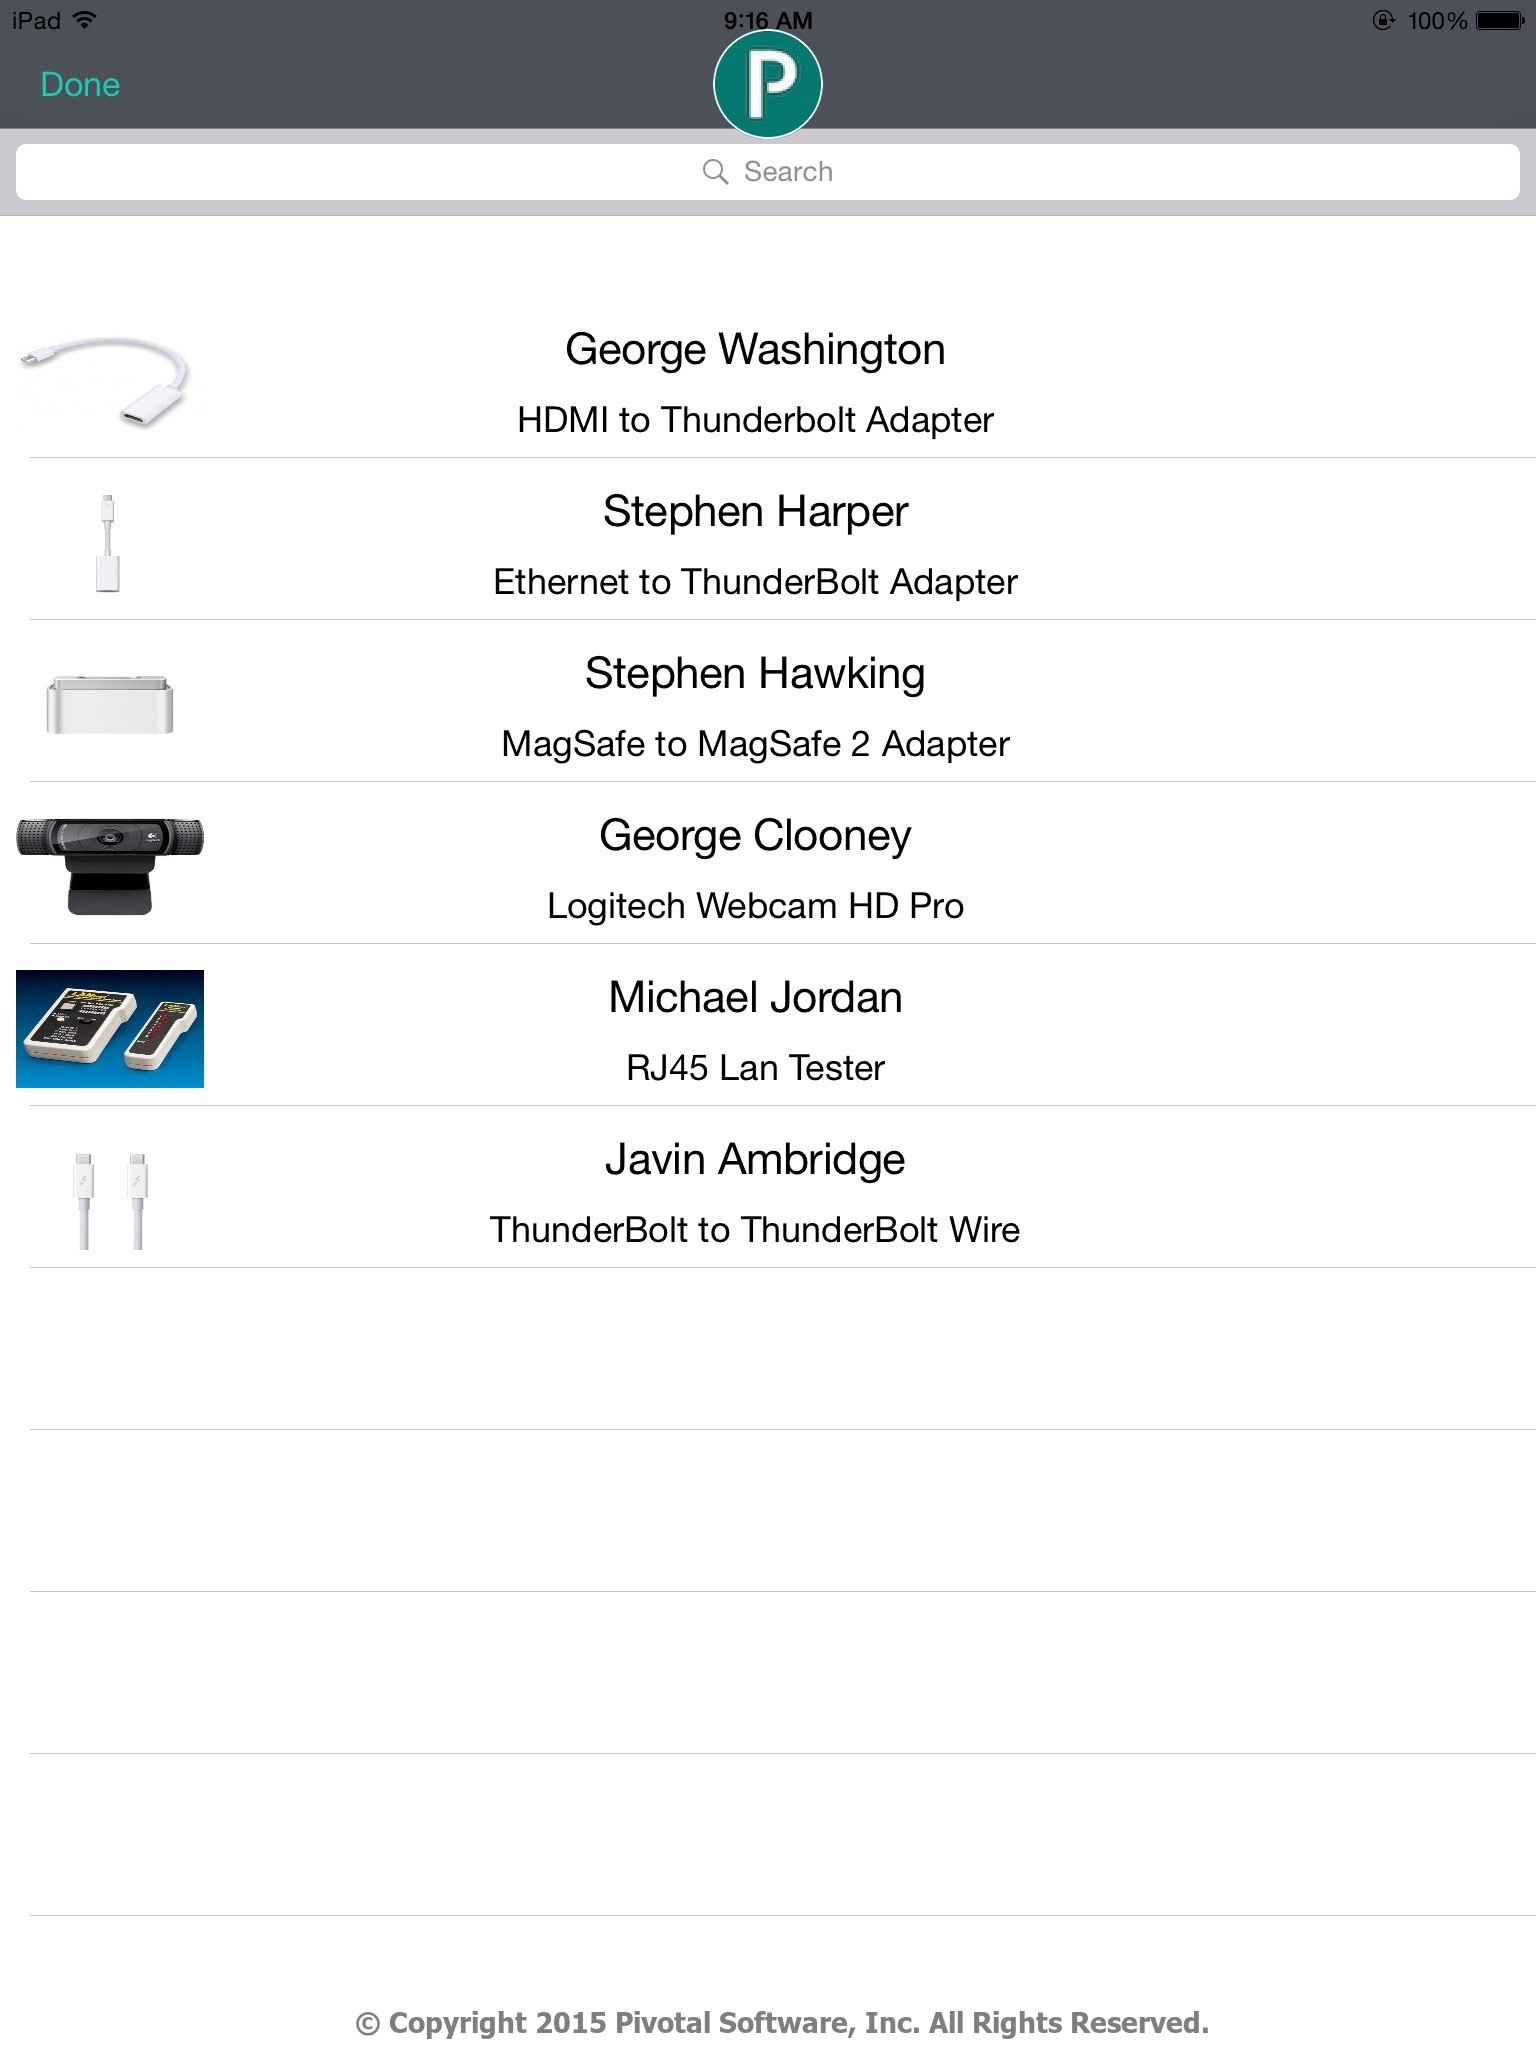 iPad 9:16 AM 100%
Done
P
Search
George Washington
HDMI to Thunderbolt Adapter
Stephen Harper
Ethernet to ThunderBolt Adapter
Stephen Hawking
MagSafe to MagSafe 2 Adapter
George Clooney
Logitech Webcam HD Pro
Michael Jordan
RJ45 Lan Tester
Javin Ambridge
ThunderBolt to ThunderBolt Wire
© Copyright 2015 Pivotal Software, Inc. All Rights Reserved.